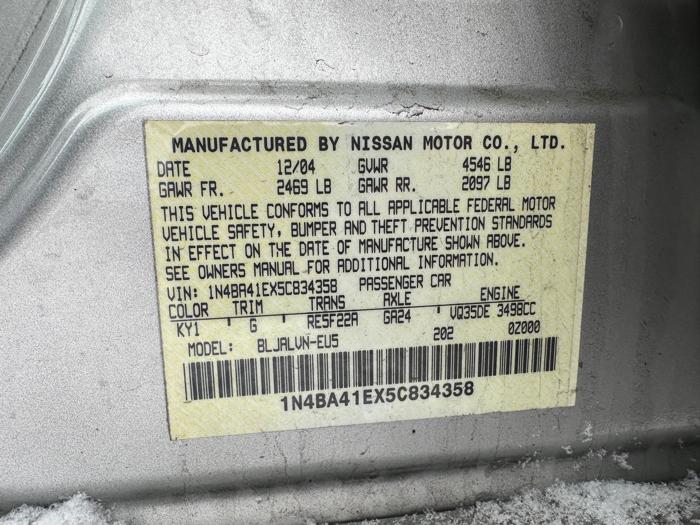 MANUFACTURED BY NISSAN MOTOR CO., LTD.
DATE 12/04 GVWR 4546 LB
GAWR FR. 2469 LB GAWR RR. 2097 LB
THIS VEHICLE CONFORMS TO ALL APPLICABLE FEDERAL MOTOR
VEHICLE SAFETY, BUMPER AND THEFT PREVENTION STANDARDS
IN EFFECT ON THE DATE OF MANUFACTURE SHOWN ABOVE.
SEE OWNERS MANUAL FOR ADDITIONAL INFORMATION.
VIN: 1N4BA41EX5C834358 PASSENGER CAR
COLOR TRIM TRANS AXLE ENGINE
KY1 G RE5F22A GA24 VQ35DE 3498CC
MODEL: BLJALVN-EU5 202 0Z000
1N4BA41EX5C834358